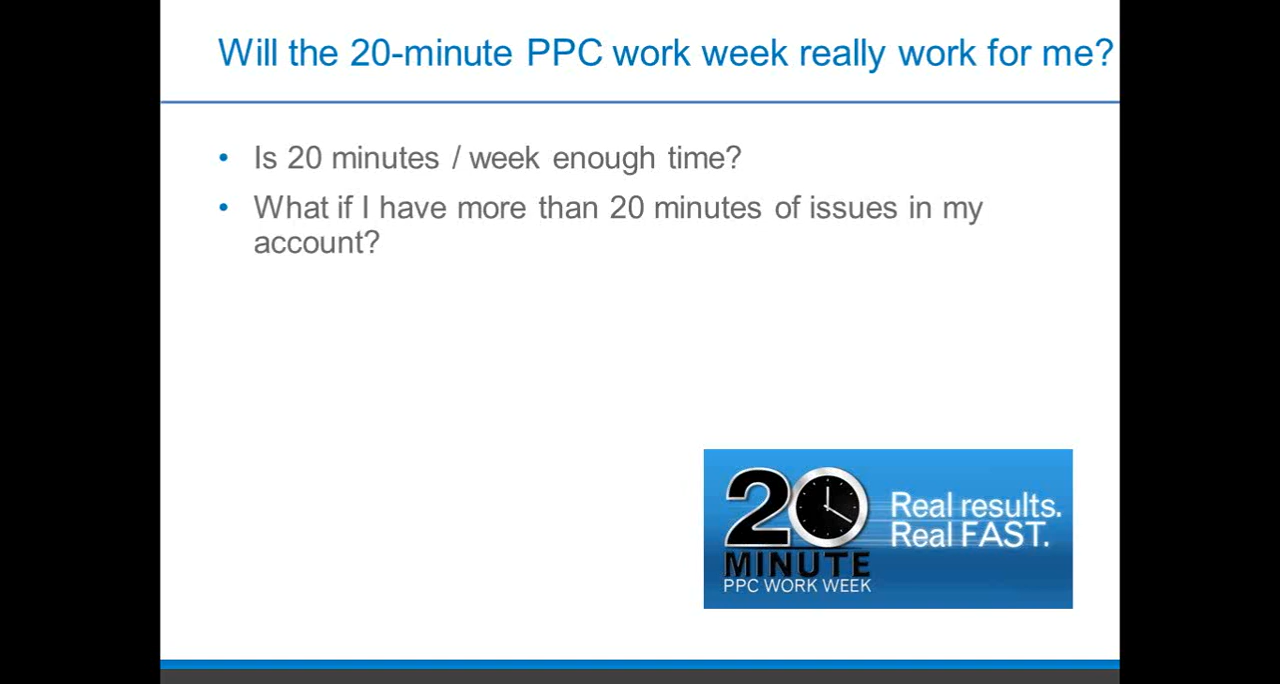 Will the 20-minute PPC work week really work for me?
• Is 20 minutes / week enough time?
• What if I have more than 20 minutes of issues in my
account?
20
MINUTE
PPC WORK WEEK
Real results.
Real FAST.